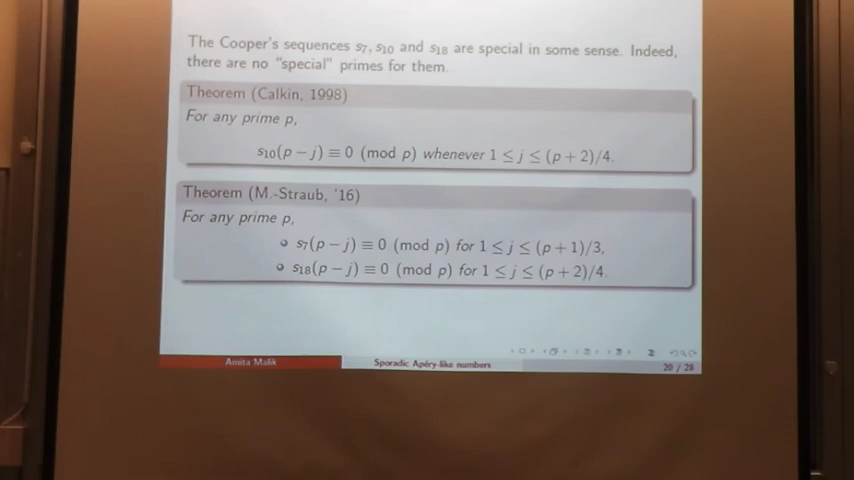 The Cooper's sequences s₇, s₁₀ and s₁₈ are special in some sense. Indeed,
there are no "special" primes for them.
Theorem (Calkin, 1998)
For any prime p,
s₁₀(p − j) ≡ 0 (mod p) whenever 1 ≤ j ≤ (p + 2)/4.
Theorem (M.-Straub, '16)
For any prime p,
s₇(p − j) ≡ 0 (mod p) for 1 ≤ j ≤ (p + 1)/3,
s₁₈(p − j) ≡ 0 (mod p) for 1 ≤ j ≤ (p + 2)/4.
Amita Malik Sporadic Apéry-like numbers 20 / 28